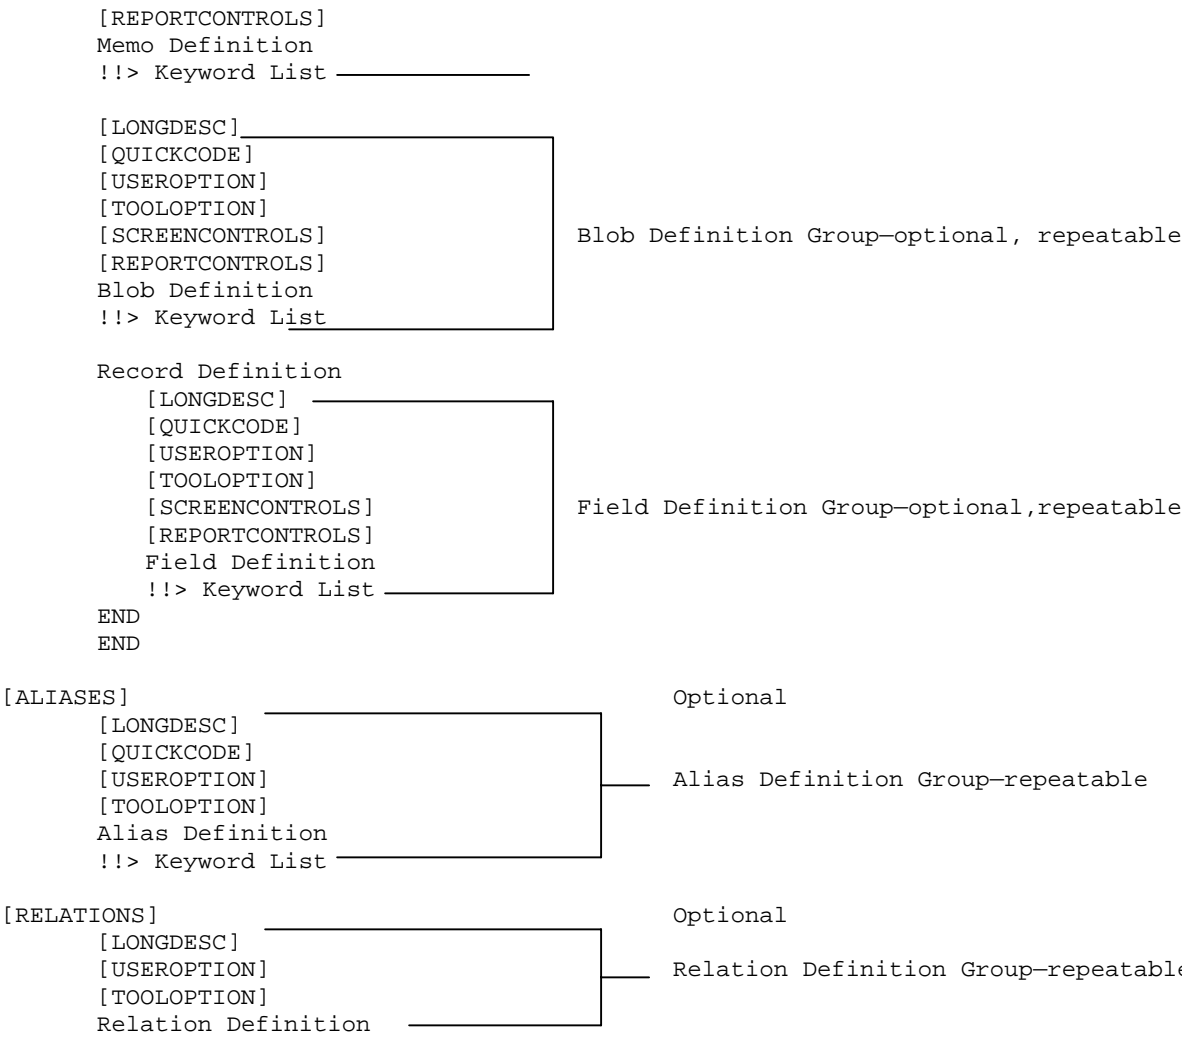 [REPORTCONTROLS]
Memo Definition
!!> Keyword List
[LONGDESC]
[QUICKCODE]
[USEROPTION]
[TOOLOPTION]
[SCREENCONTROLS] Blob Definition Group—optional, repeatable
[REPORTCONTROLS]
Blob Definition
!!> Keyword List
Record Definition
[LONGDESC]
[QUICKCODE]
[USEROPTION]
[TOOLOPTION]
[SCREENCONTROLS] Field Definition Group—optional,repeatable
[REPORTCONTROLS]
Field Definition
!!> Keyword List
END
END
[ALIASES] Optional
[LONGDESC]
[QUICKCODE]
[USEROPTION] Alias Definition Group—repeatable
[TOOLOPTION]
Alias Definition
!!> Keyword List
[RELATIONS] Optional
[LONGDESC]
[USEROPTION] Relation Definition Group—repeatable
[TOOLOPTION]
Relation Definition